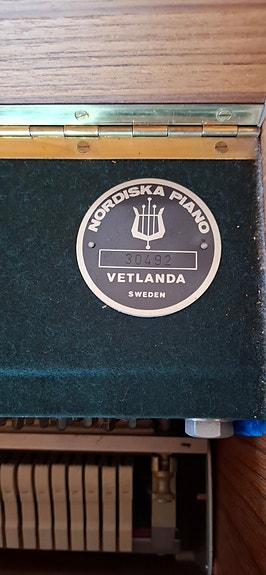 NORDISKA PIANO
30492
VETLANDA
SWEDEN